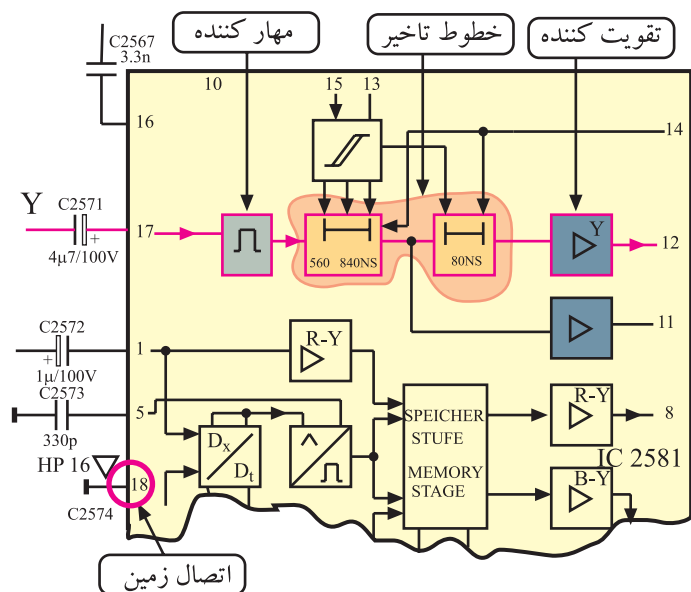 مهار کننده
خطوط تاخیر
تقویت کننده
C2567
3.3n
10
15
13
16
14
Y
C2571
+
4µ7/100V
17
560
840NS
80NS
Y
12
11
C2572
+
1µ/100V
1
R-Y
C2573
330p
5
SPEICHER
STUFE
MEMORY
STAGE
R-Y
8
IC 2581
B-Y
Dx
Dt
HP 16
18
C2574
اتصال زمین